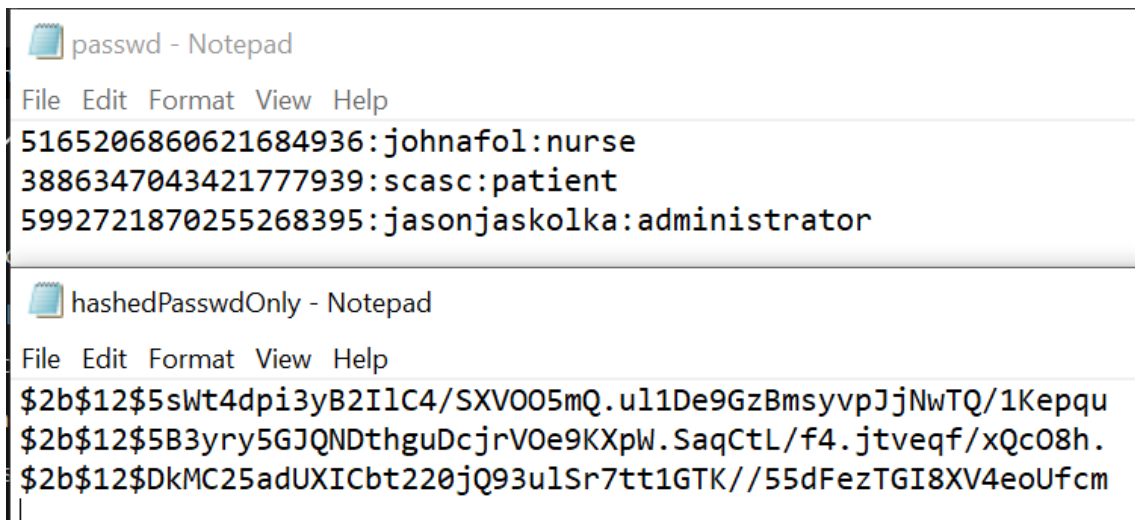 passwd - Notepad
File Edit Format View Help
5165206860621684936:johnafol:nurse
3886347043421777939:scasc:patient
5992721870255268395:jasonjaskolka:administrator
hashedPasswdOnly - Notepad
File Edit Format View Help
$2b$12$5sWt4dpi3yB2IlC4/SXVOO5mQ.ul1De9GzBmsyvpJjNwTQ/1Kepqu
$2b$12$5B3yry5GJQNDthguDcjrVOe9KXpW.SaqCtL/f4.jtveqf/xQcO8h.
$2b$12$DkMC25adUXICbt220jQ93ulSr7tt1GTK//55dFezTGI8XV4eoUfcm